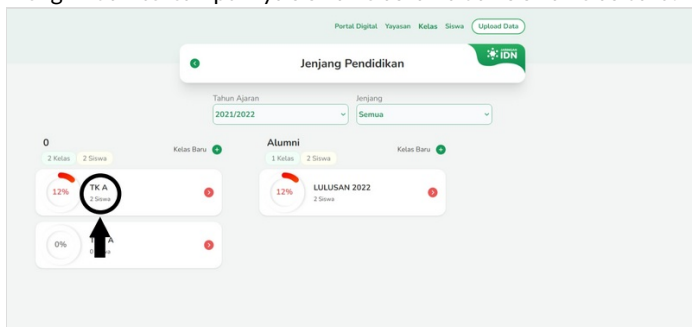 Portal Digital Yayasan Kelas Siswa Upload Data
Jenjang Pendidikan
IDN
Tahun Ajaran
Jenjang
2021/2022
Semua
0
Kelas Baru
2 Kelas 2 Siswa
Alumni
Kelas Baru
1 Kelas 2 Siswa
12%
TK A
2 Siswa
12%
LULUSAN 2022
2 Siswa
0%
A